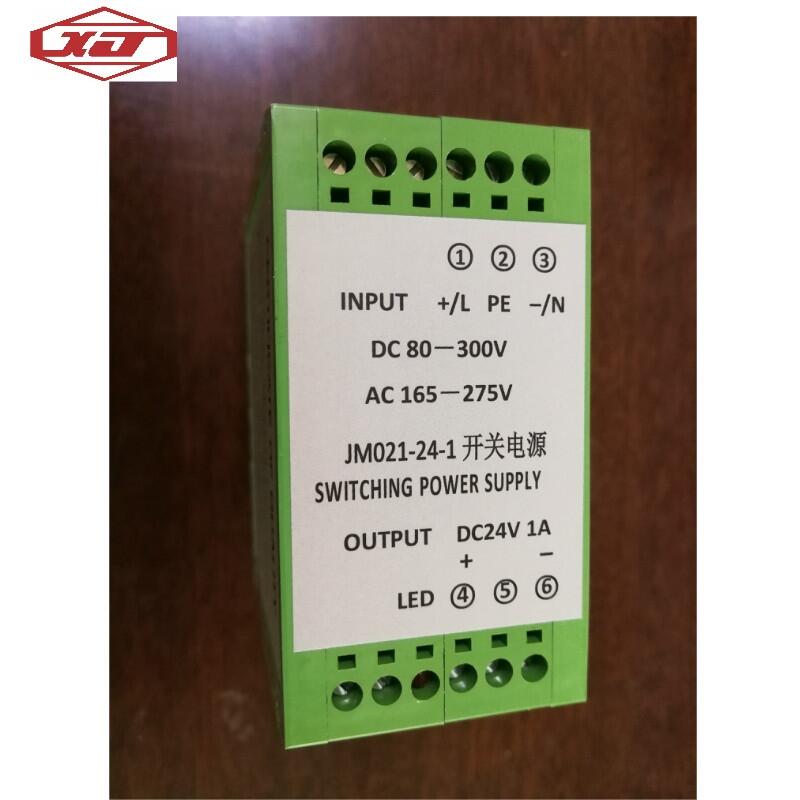 XJT
① ② ③
INPUT +/L PE −/N
DC 80－300V
AC 165－275V
JM021-24-1 开关电源
SWITCHING POWER SUPPLY
OUTPUT DC24V 1A
+ −
LED ④ ⑤ ⑥